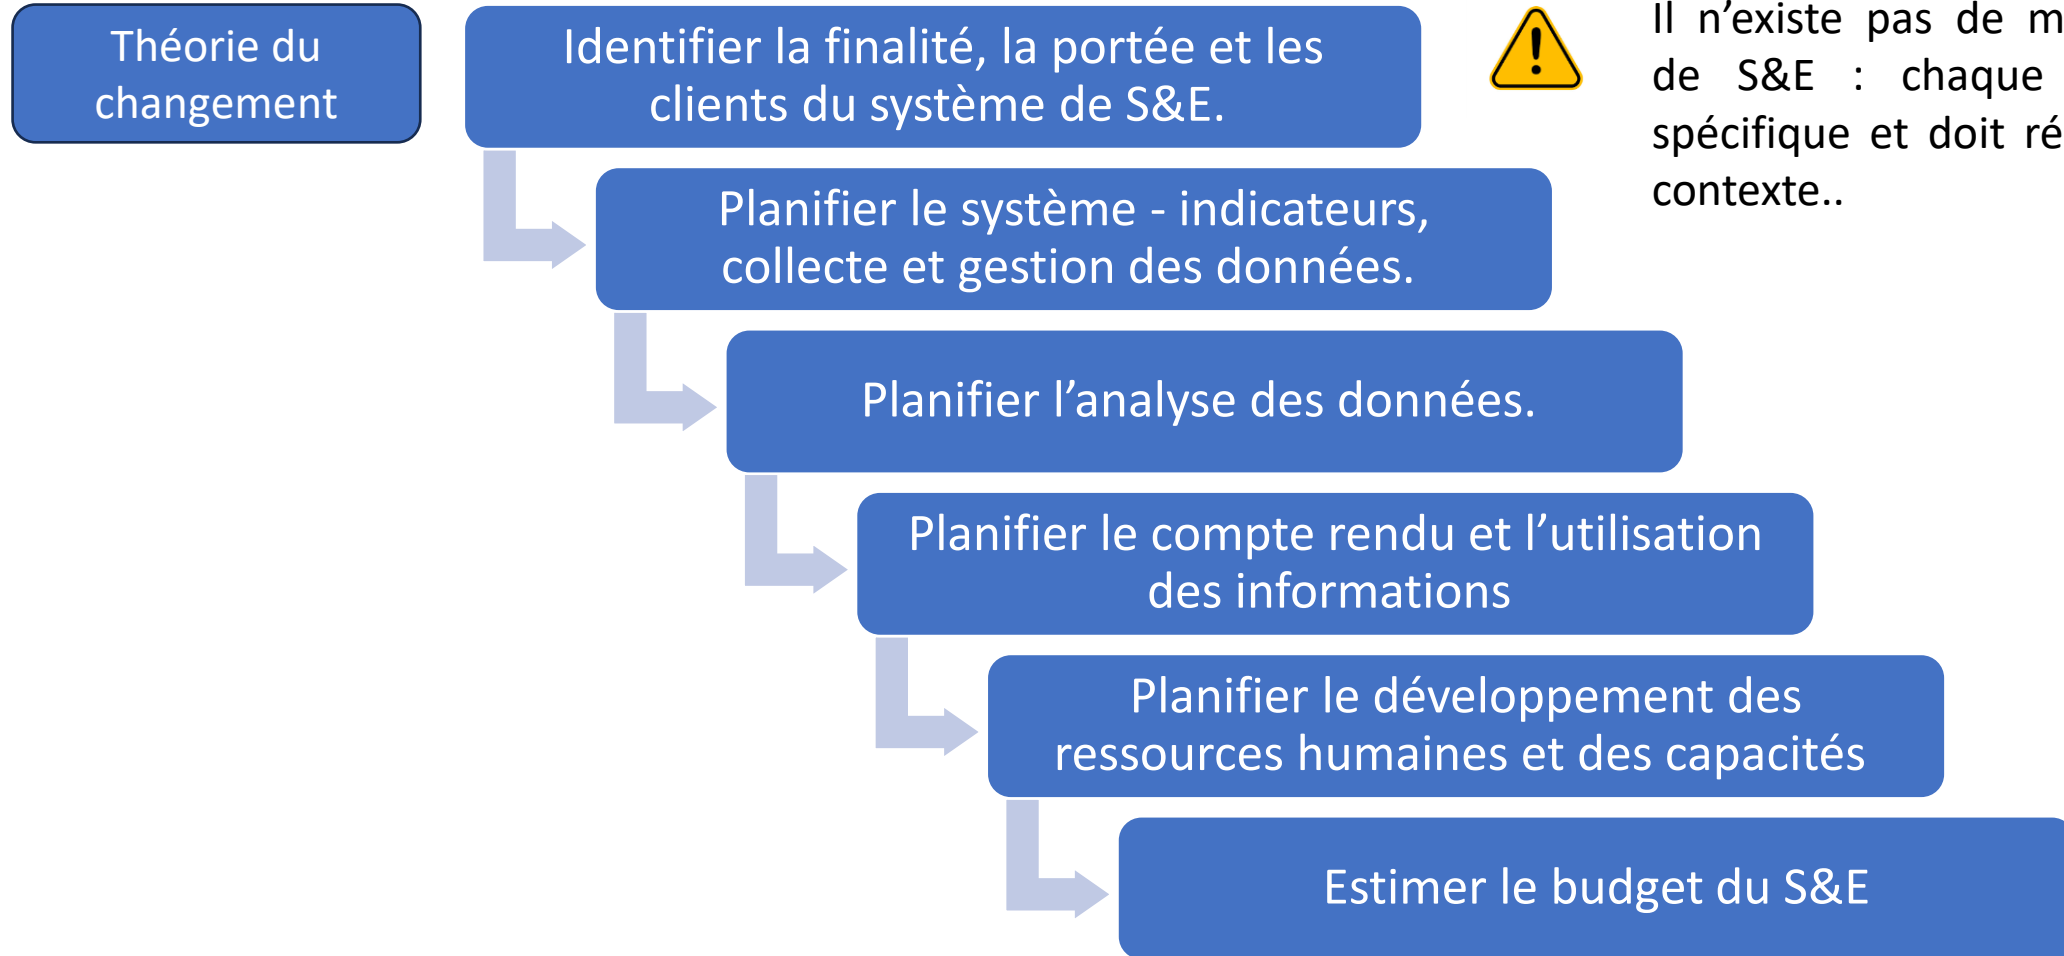 Théorie du
changement
Identifier la finalité, la portée et les
clients du système de S&E.
Il n’existe pas de
de S&E : chaque
spécifique et doit
contexte..
Planifier le système - indicateurs,
collecte et gestion des données.
Planifier l’analyse des données.
Planifier le compte rendu et l’utilisation
des informations
Planifier le développement des
ressources humaines et des capacités
Estimer le budget du S&E